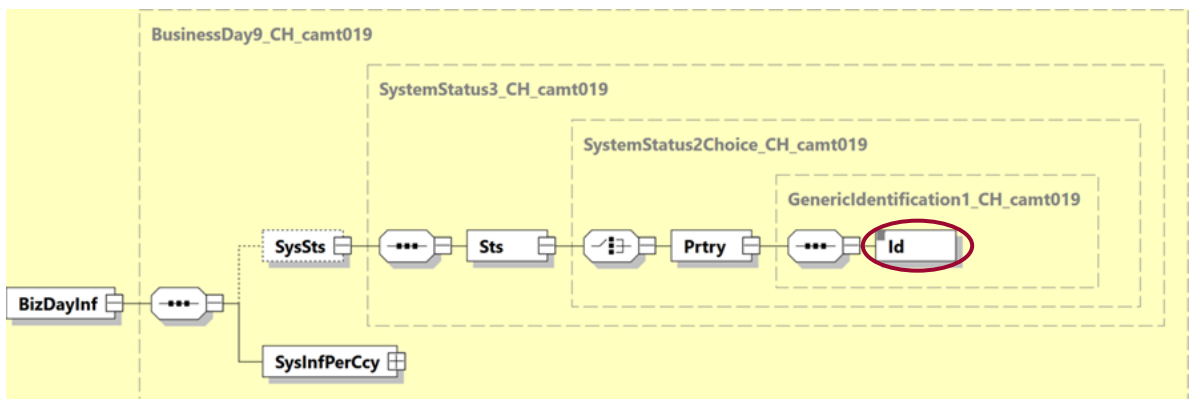 BusinessDay9_CH_camt019
SystemStatus3_CH_camt019
SystemStatus2Choice_CH_camt019
GenericIdentification1_CH_camt019
SysSts
Sts
Prtry
Id
BizDayInf
SysInfPerCcy